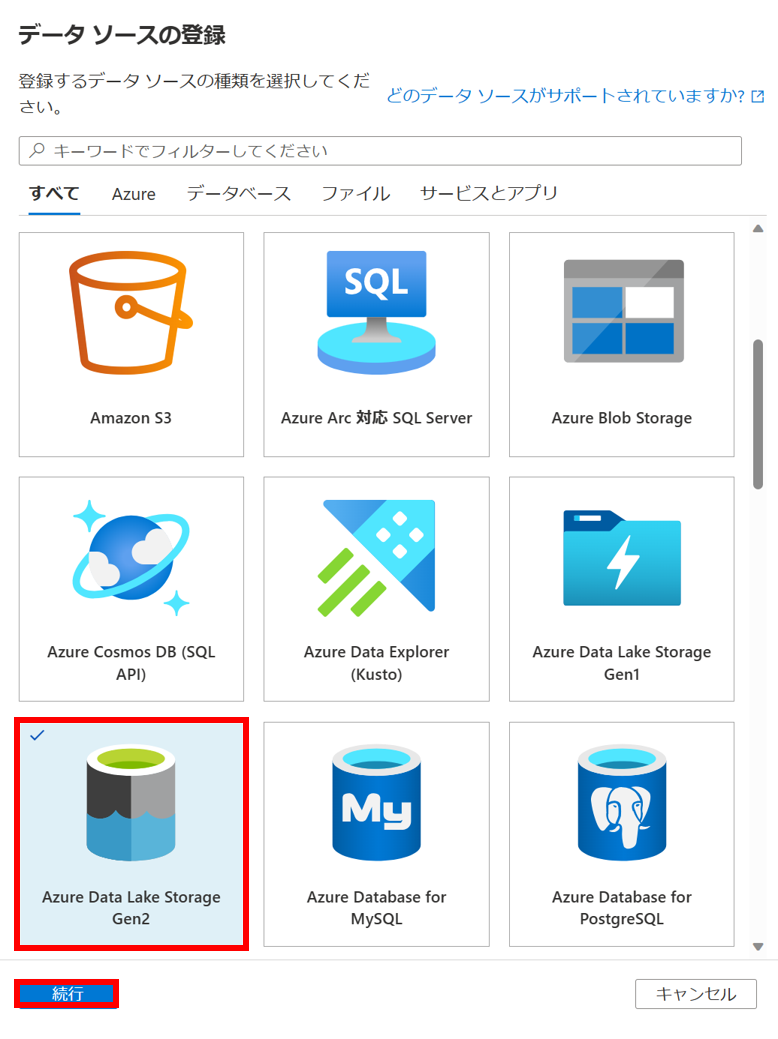 データ ソースの登録
登録するデータ ソースの種類を選択してくだ
さい。
どのデータ ソースがサポートされていますか?
キーワードでフィルターしてください
すべて Azure データベース ファイル サービスとアプリ
Amazon S3
SQL
Azure Arc 対応 SQL Server
Azure Blob Storage
Azure Cosmos DB (SQL
API)
Azure Data Explorer
(Kusto)
Azure Data Lake Storage
Gen1
Azure Data Lake Storage
Gen2
My
Azure Database for
MySQL
Azure Database for
PostgreSQL
続行
キャンセル